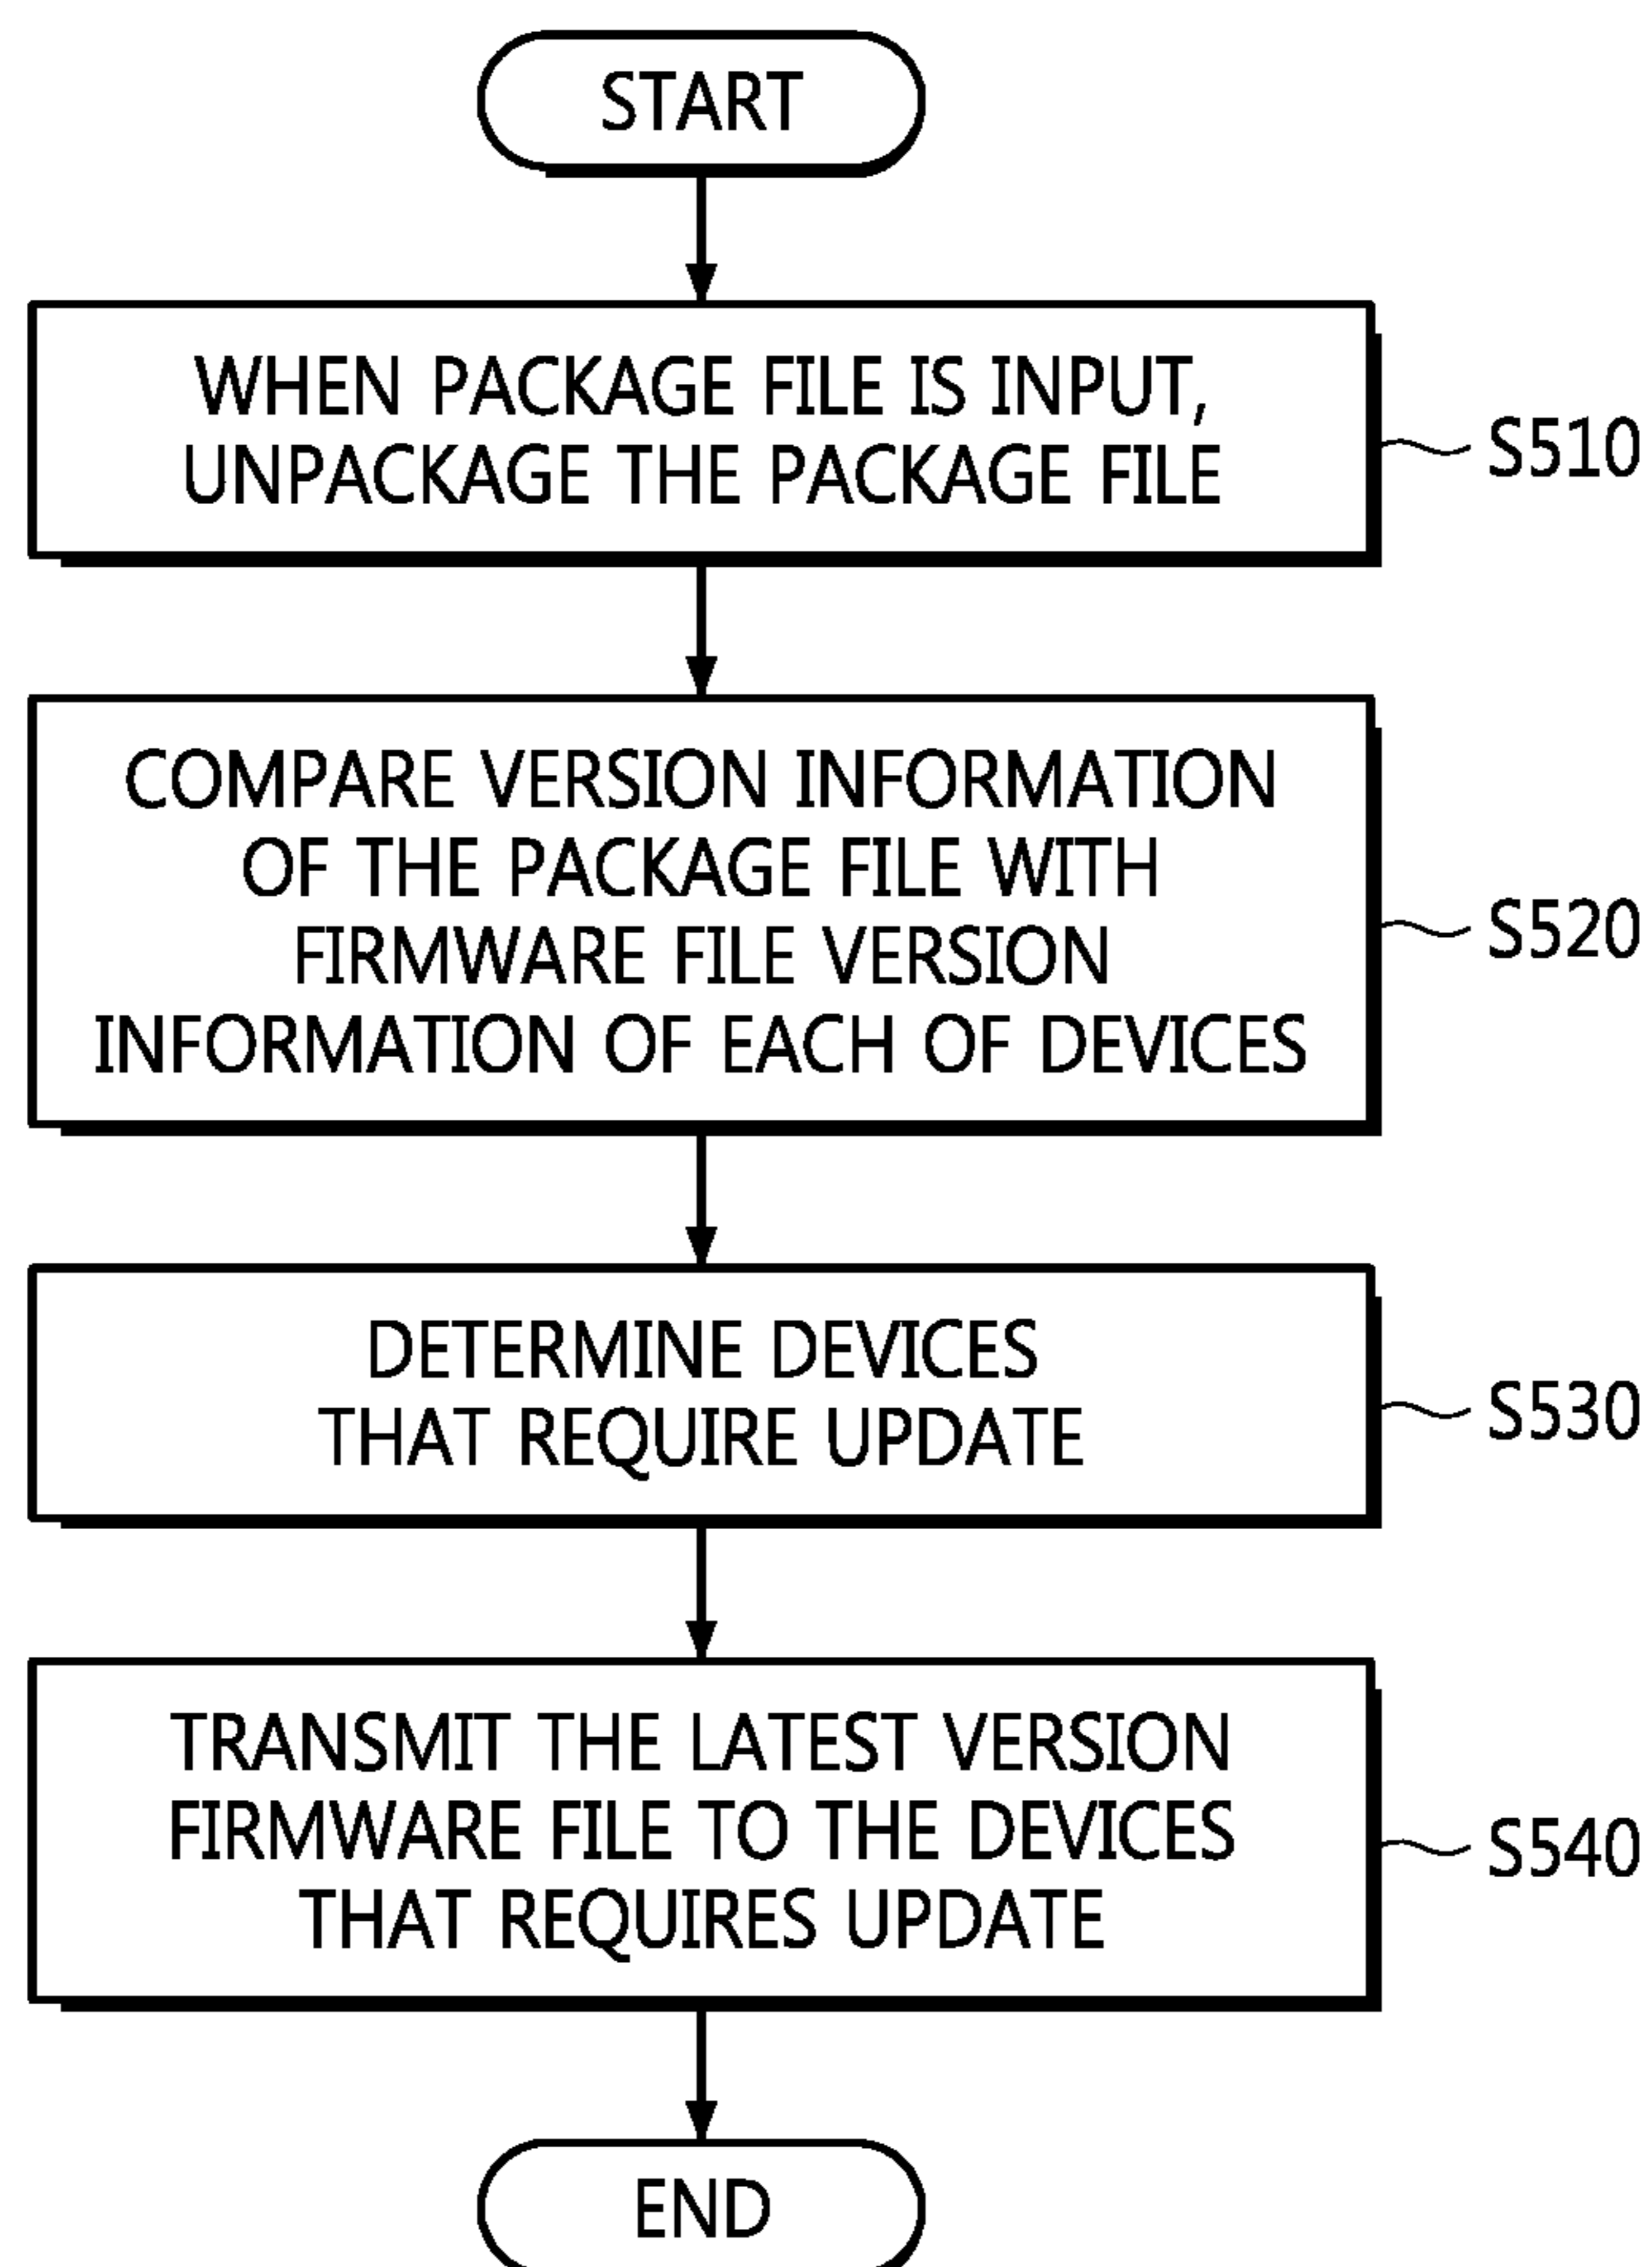 START
WHEN PACKAGE FILE IS INPUT,
UNPACKAGE THE PACKAGE FILE
S510
COMPARE VERSION INFORMATION
OF THE PACKAGE FILE WITH
FIRMWARE FILE VERSION
INFORMATION OF EACH OF DEVICES
S520
DETERMINE DEVICES
THAT REQUIRE UPDATE
S530
TRANSMIT THE LATEST VERSION
FIRMWARE FILE TO THE DEVICES
THAT REQUIRES UPDATE
S540
END